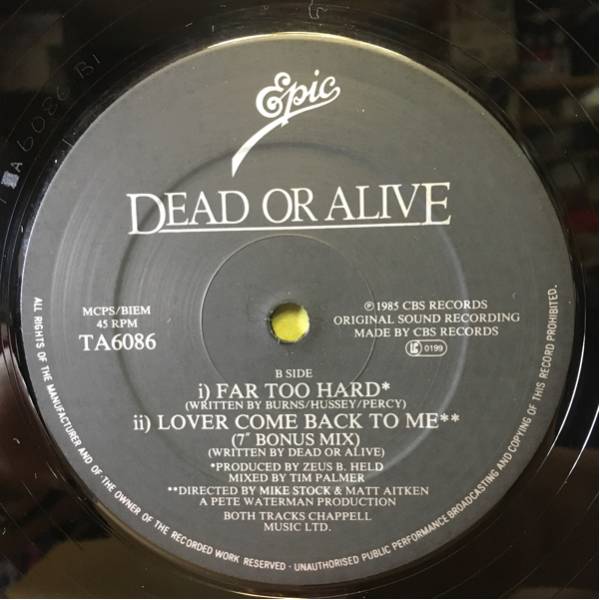 Epic
DEAD OR ALIVE
MCPS/BIEM
45 RPM
TA6086
℗ 1985 CBS RECORDS
ORIGINAL SOUND RECORDING
MADE BY CBS RECORDS
LC 0199
B SIDE
i) FAR TOO HARD*
(WRITTEN BY BURNS/HUSSEY/PERCY)
ii) LOVER COME BACK TO ME**
(7" BONUS MIX)
(WRITTEN BY DEAD OR ALIVE)
*PRODUCED BY ZEUS B. HELD
MIXED BY TIM PALMER
**DIRECTED BY MIKE STOCK & MATT AITKEN
A PETE WATERMAN PRODUCTION
BOTH TRACKS CHAPPELL
MUSIC LTD.
ALL RIGHTS OF THE MANUFACTURER AND OF THE OWNER OF THE RECORDED WORK RESERVED - UNAUTHORISED PUBLIC PERFORMANCE BROADCASTING AND COPYING OF THIS RECORD PROHIBITED.
A 6086 B1